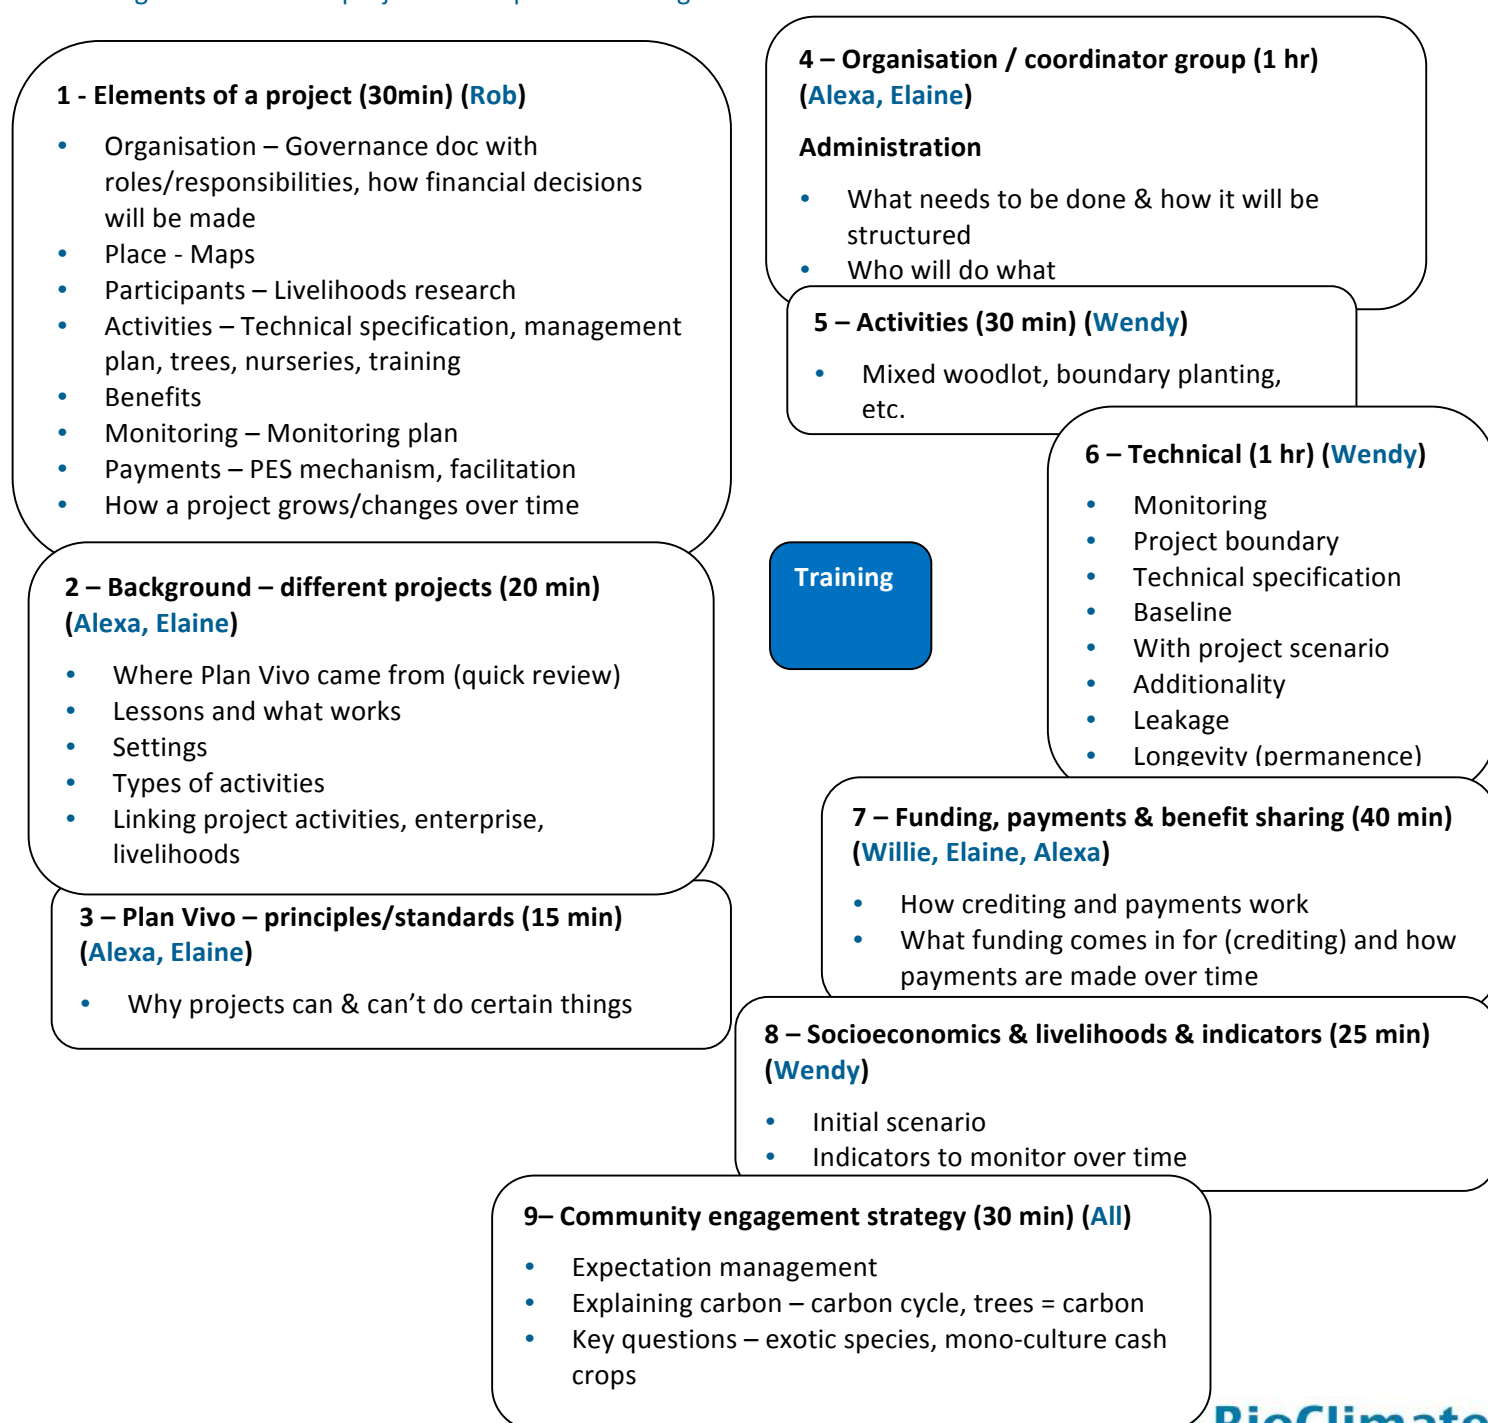 1 - Elements of a project (30min) (Rob)
• Organisation – Governance doc with
roles/responsibilities, how financial decisions
will be made
• Place - Maps
• Participants – Livelihoods research
• Activities – Technical specification, management
plan, trees, nurseries, training
• Benefits
• Monitoring – Monitoring plan
• Payments – PES mechanism, facilitation
• How a project grows/changes over time
2 – Background – different projects (20 min)
(Alexa, Elaine)
• Where Plan Vivo came from (quick review)
• Lessons and what works
• Settings
• Types of activities
• Linking project activities, enterprise,
livelihoods
3 – Plan Vivo – principles/standards (15 min)
(Alexa, Elaine)
• Why projects can & can’t do certain things
Training
4 – Organisation / coordinator group (1 hr)
(Alexa, Elaine)
Administration
• What needs to be done & how it will be
structured
• Who will do what
5 – Activities (30 min) (Wendy)
• Mixed woodlot, boundary planting,
etc.
6 – Technical (1 hr) (Wendy)
• Monitoring
• Project boundary
• Technical specification
• Baseline
• With project scenario
• Additionality
• Leakage
• Longevity (permanence)
7 – Funding, payments & benefit sharing (40 min)
(Willie, Elaine, Alexa)
• How crediting and payments work
• What funding comes in for (crediting) and how
payments are made over time
8 – Socioeconomics & livelihoods & indicators (25 min)
(Wendy)
• Initial scenario
• Indicators to monitor over time
9– Community engagement strategy (30 min) (All)
• Expectation management
• Explaining carbon – carbon cycle, trees = carbon
• Key questions – exotic species, mono-culture cash
crops
BioClimate